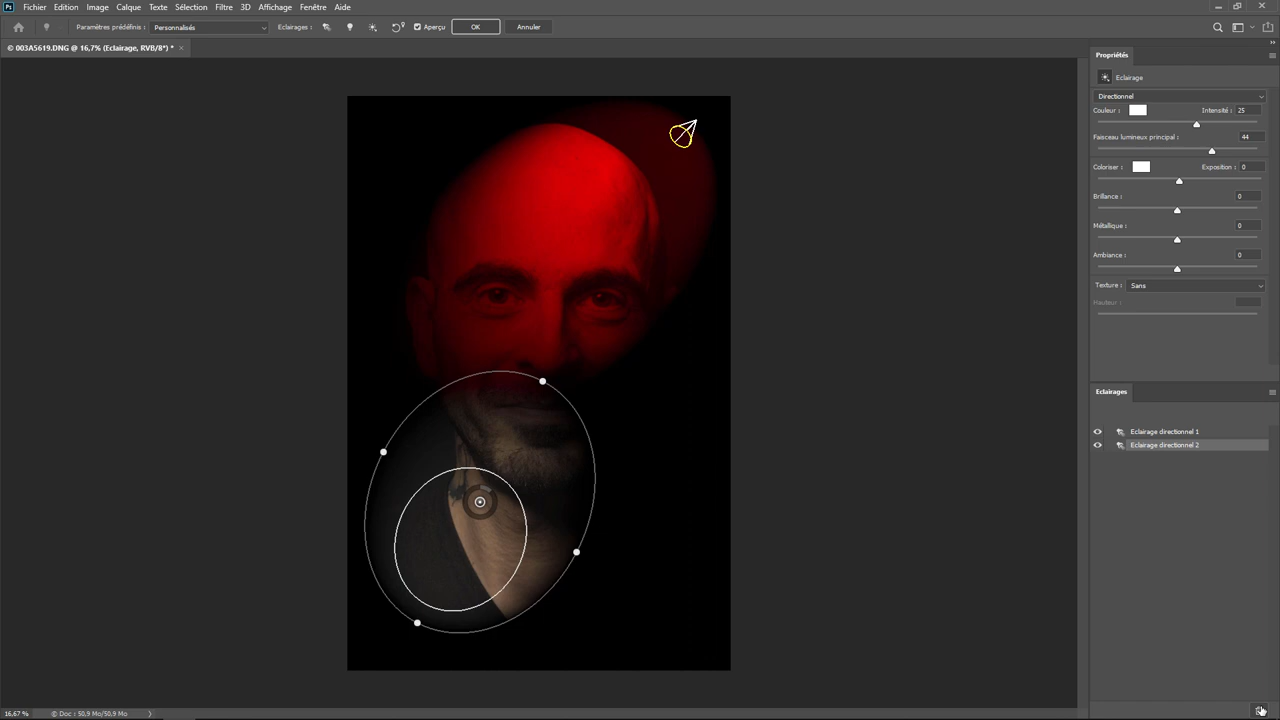 Ps Fichier Edition Image Calque Texte Sélection Filtre 3D Affichage Fenêtre Aide
Paramètres prédéfinis : Personnalisés Eclairages : Aperçu OK Annuler
© 003A5619.DNG @ 16,7% (Eclairage, RVB/8*) * ×
Propriétés
Eclairage
Directionnel
Couleur : Intensité : 25
Faisceau lumineux principal : 44
Coloriser : Exposition : 0
Brillance : 0
Métallique : 0
Ambiance : 0
Texture : Sans
Hauteur :
Eclairages
Eclairage directionnel 1
Eclairage directionnel 2
16,67 % Doc : 50,9 Mo/50,9 Mo